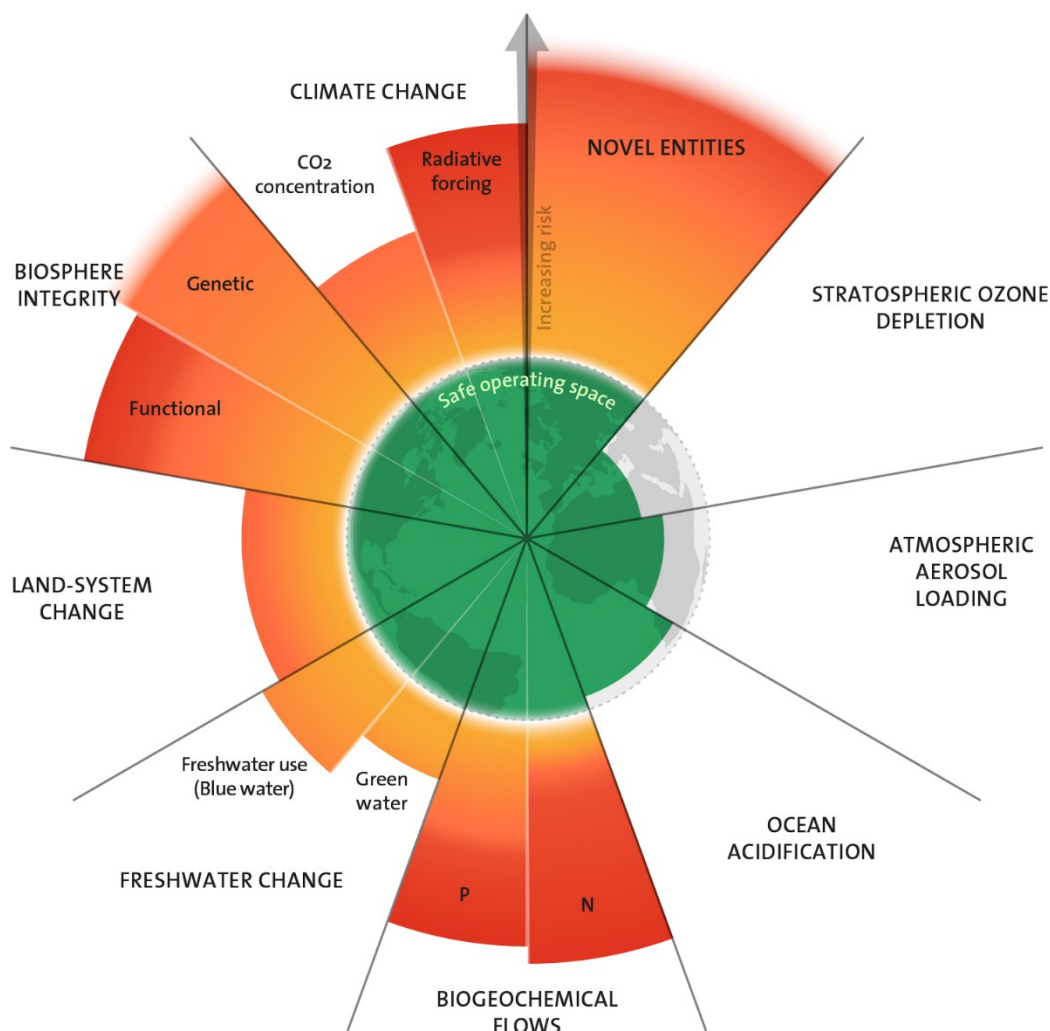 CLIMATE CHANGE
CO2
concentration
Radiative
forcing
NOVEL ENTITIES
Increasing risk
BIOSPHERE
INTEGRITY
Genetic
Functional
STRATOSPHERIC OZONE
DEPLETION
Safe operating space
LAND-SYSTEM
CHANGE
ATMOSPHERIC
AEROSOL
LOADING
Freshwater use
(Blue water)
Green
water
FRESHWATER CHANGE
OCEAN
ACIDIFICATION
P
N
BIOGEOCHEMICAL
FLOWS